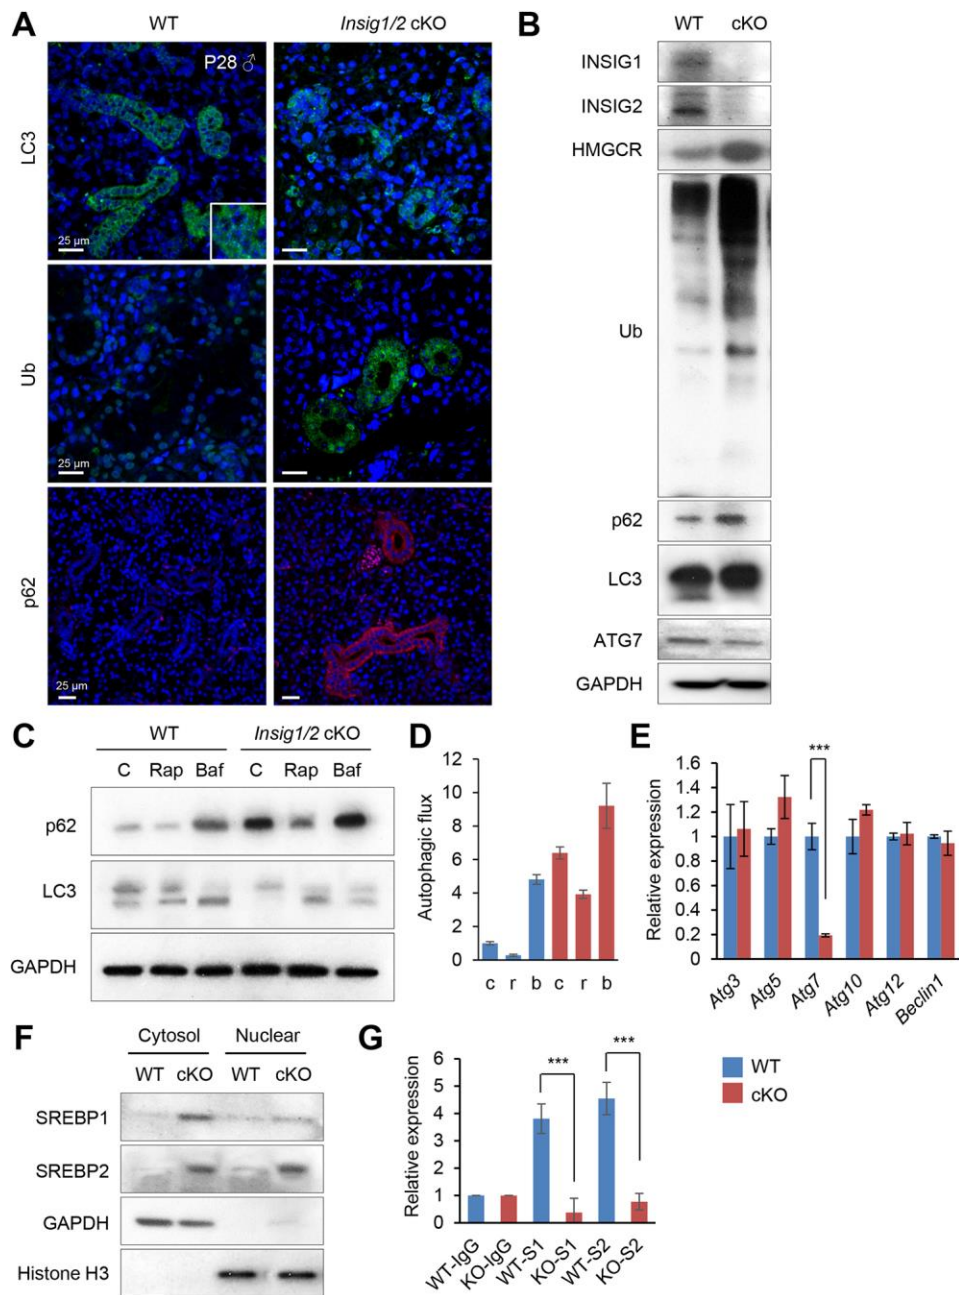 A
WT
Insig1/2 cKO
P28 ♂
LC3
25 μm
Ub
25 μm
p62
25 μm
B
WT cKO
INSIG1
INSIG2
HMGCR
Ub
p62
LC3
ATG7
GAPDH
C
WT Insig1/2 cKO
C Rap Baf C Rap Baf
p62
LC3
GAPDH
D
Autophagic flux
12
10
8
6
4
2
0
c r b c r b
E
Relative expression
1.6
1.4
1.2
1
0.8
0.6
0.4
0.2
0
***
Atg3 Atg5 Atg7 Atg10 Atg12 Beclin1
F
Cytosol Nuclear
WT cKO WT cKO
SREBP1
SREBP2
GAPDH
Histone H3
G
Relative expression
6
5
4
3
2
1
0
*** ***
WT-IgG KO-IgG WT-S1 KO-S1 WT-S2 KO-S2
WT
cKO